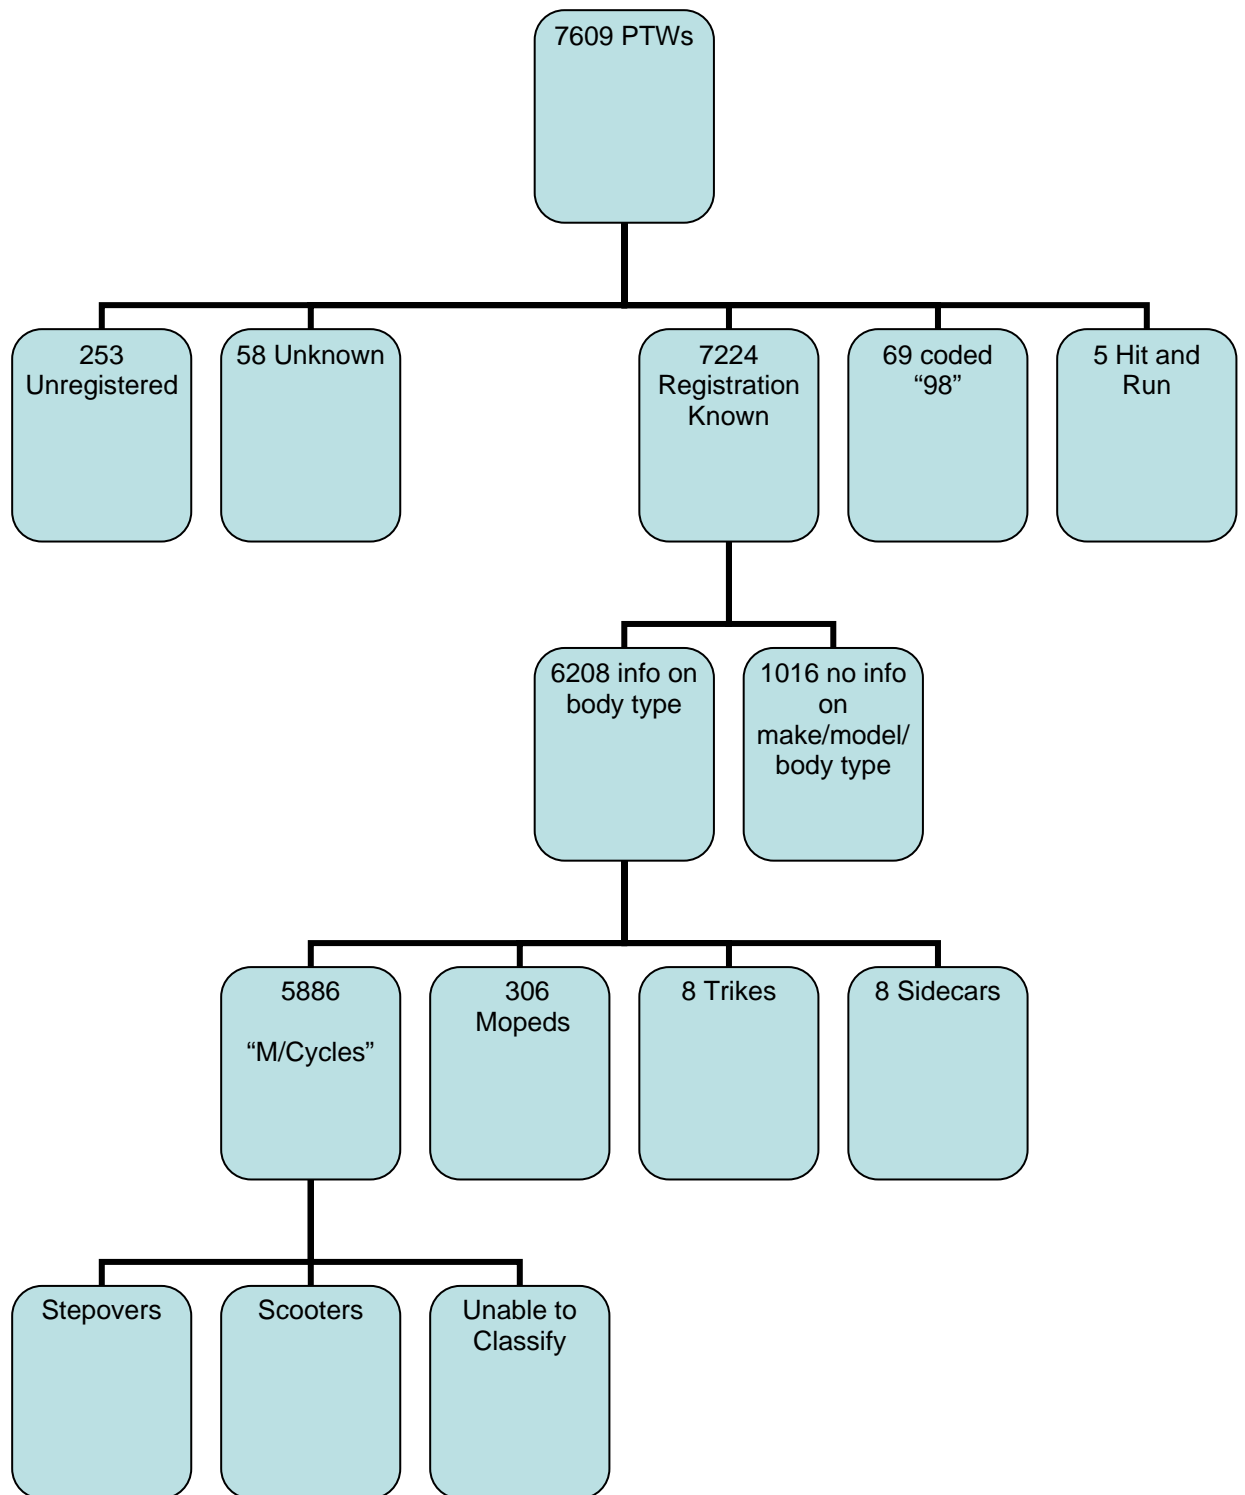 7609 PTWs
253
Unregistered
58 Unknown
7224
Registration
Known
69 coded
“98”
5 Hit and
Run
6208 info on
body type
1016 no info
on
make/model/
body type
5886
“M/Cycles”
306
Mopeds
8 Trikes
8 Sidecars
Stepovers
Scooters
Unable to
Classify